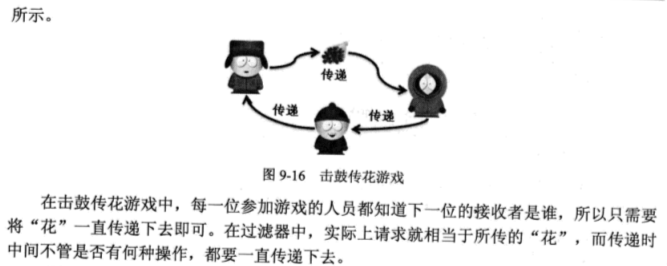 所示。
传递
传递
传递
图 9-16 击鼓传花游戏
在击鼓传花游戏中，每一位参加游戏的人员都知道下一位的接收者是谁，所以只需要
将“花”一直传递下去即可。在过滤器中，实际上请求就相当于所传的“花”，而传递时
中间不管是否有何种操作，都要一直传递下去。